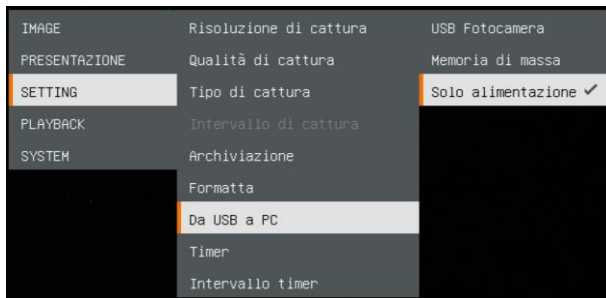 IMAGE
PRESENTAZIONE
SETTING
PLAYBACK
SYSTEM
Risoluzione di cattura
Qualità di cattura
Tipo di cattura
Intervallo di cattura
Archiviazione
Formatta
Da USB a PC
Timer
Intervallo timer
USB Fotocamera
Memoria di massa
Solo alimentazione ✓